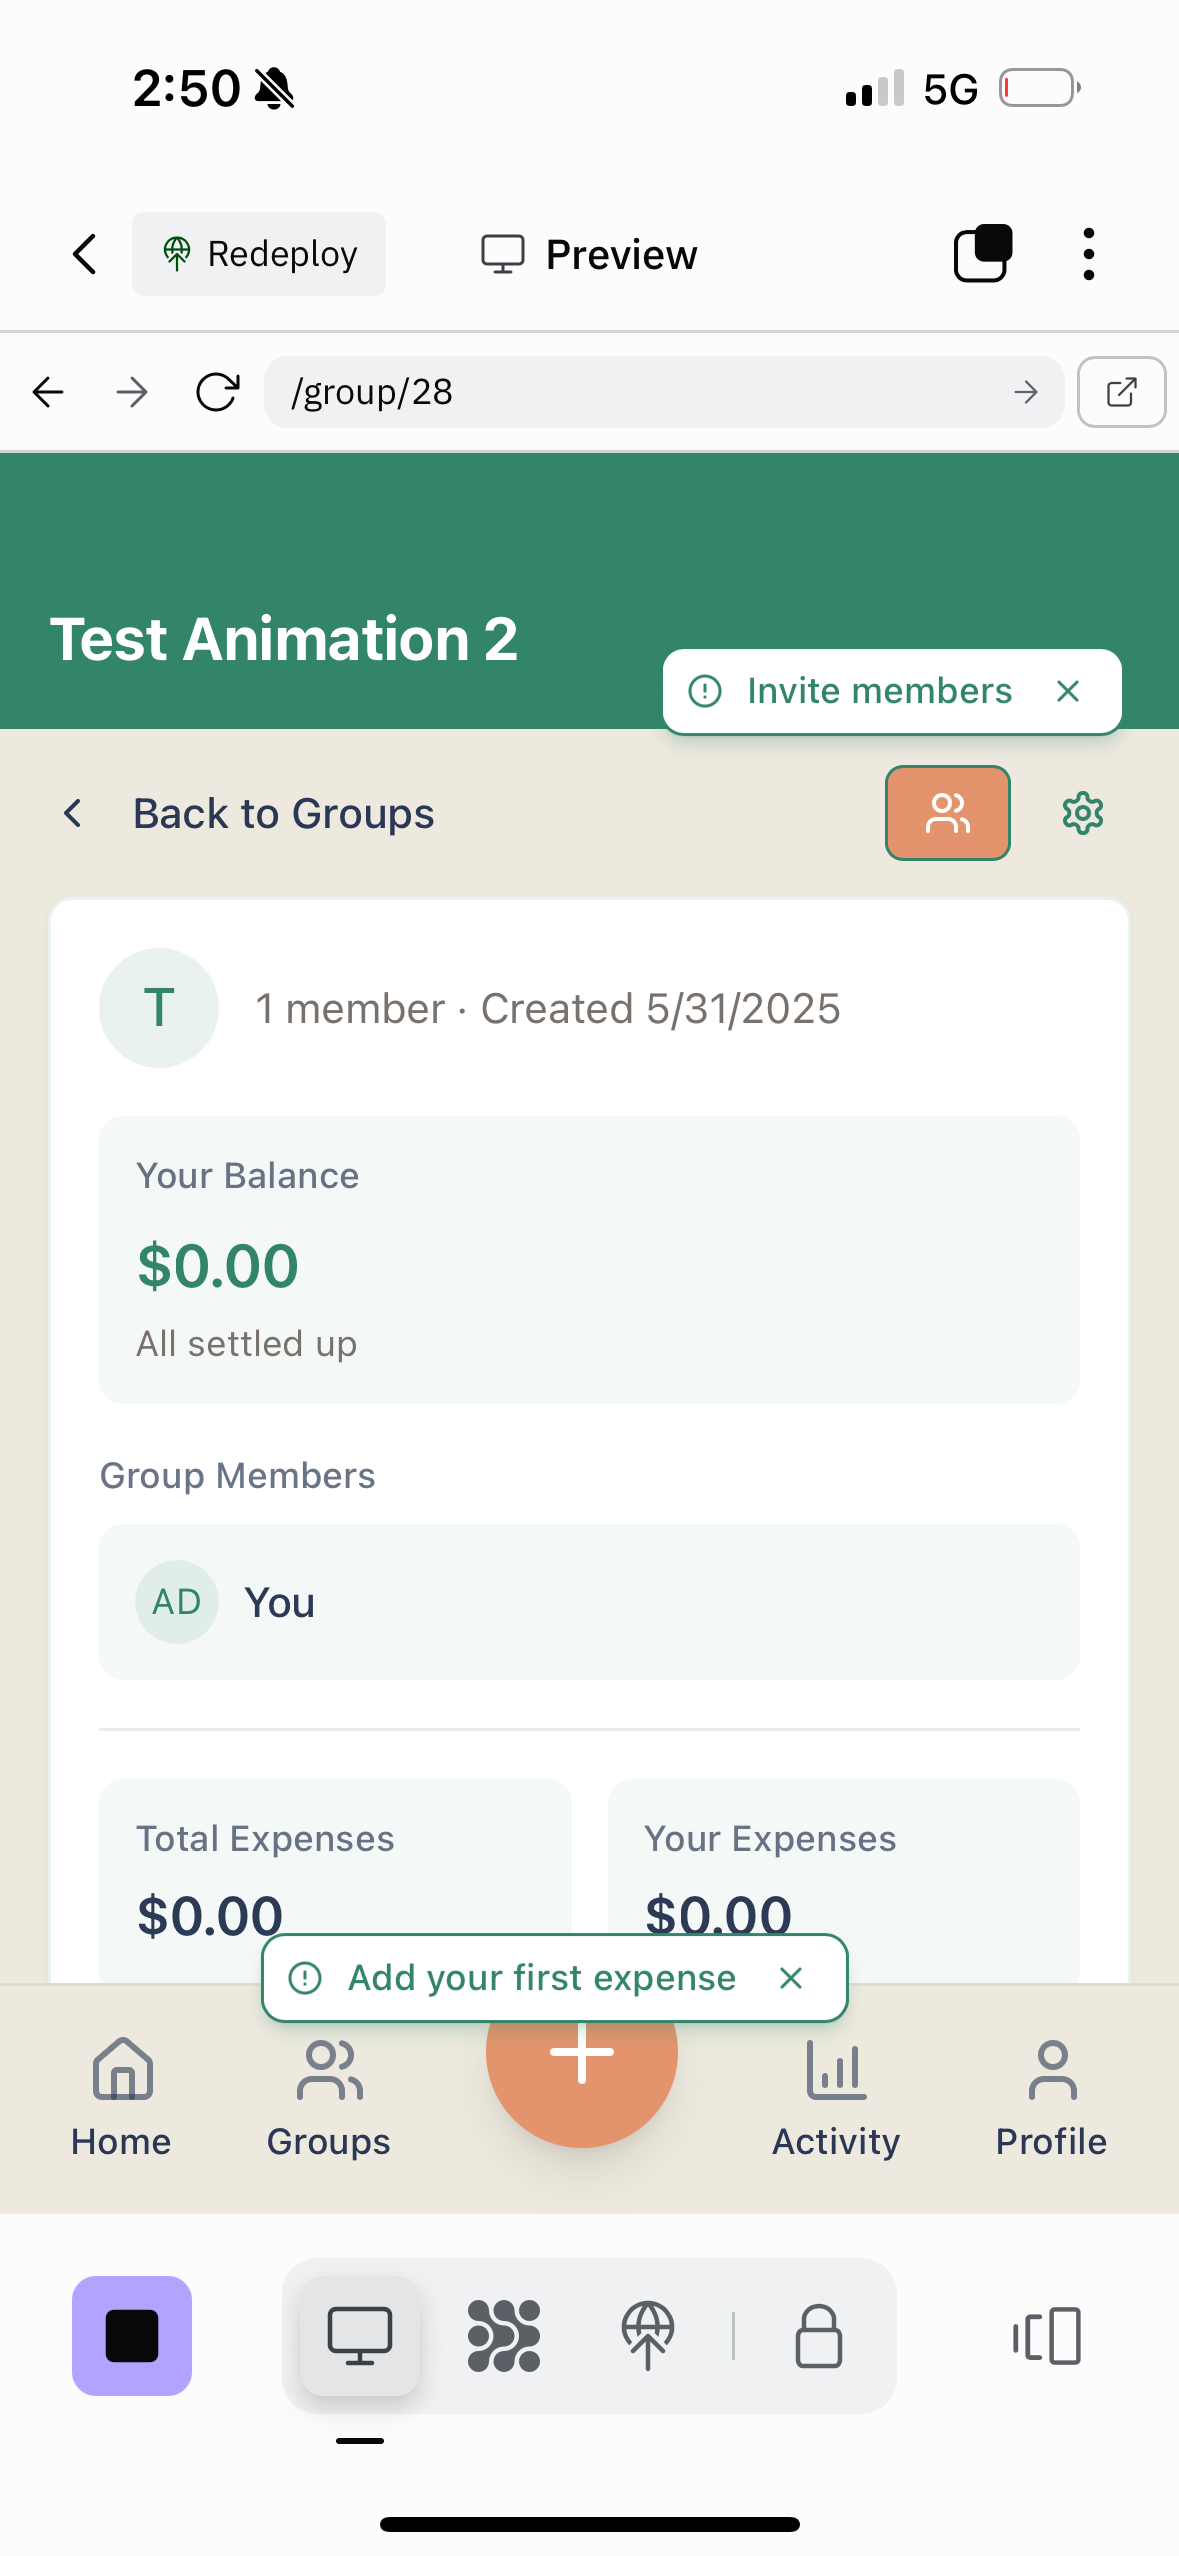 2:50
5G
Redeploy
Preview
/group/28
Test Animation 2
Invite members
Back to Groups
T
1 member · Created 5/31/2025
Your Balance
$0.00
All settled up
Group Members
AD
You
Total Expenses
Your Expenses
$0.00
$0.00
Add your first expense
Home
Groups
Activity
Profile